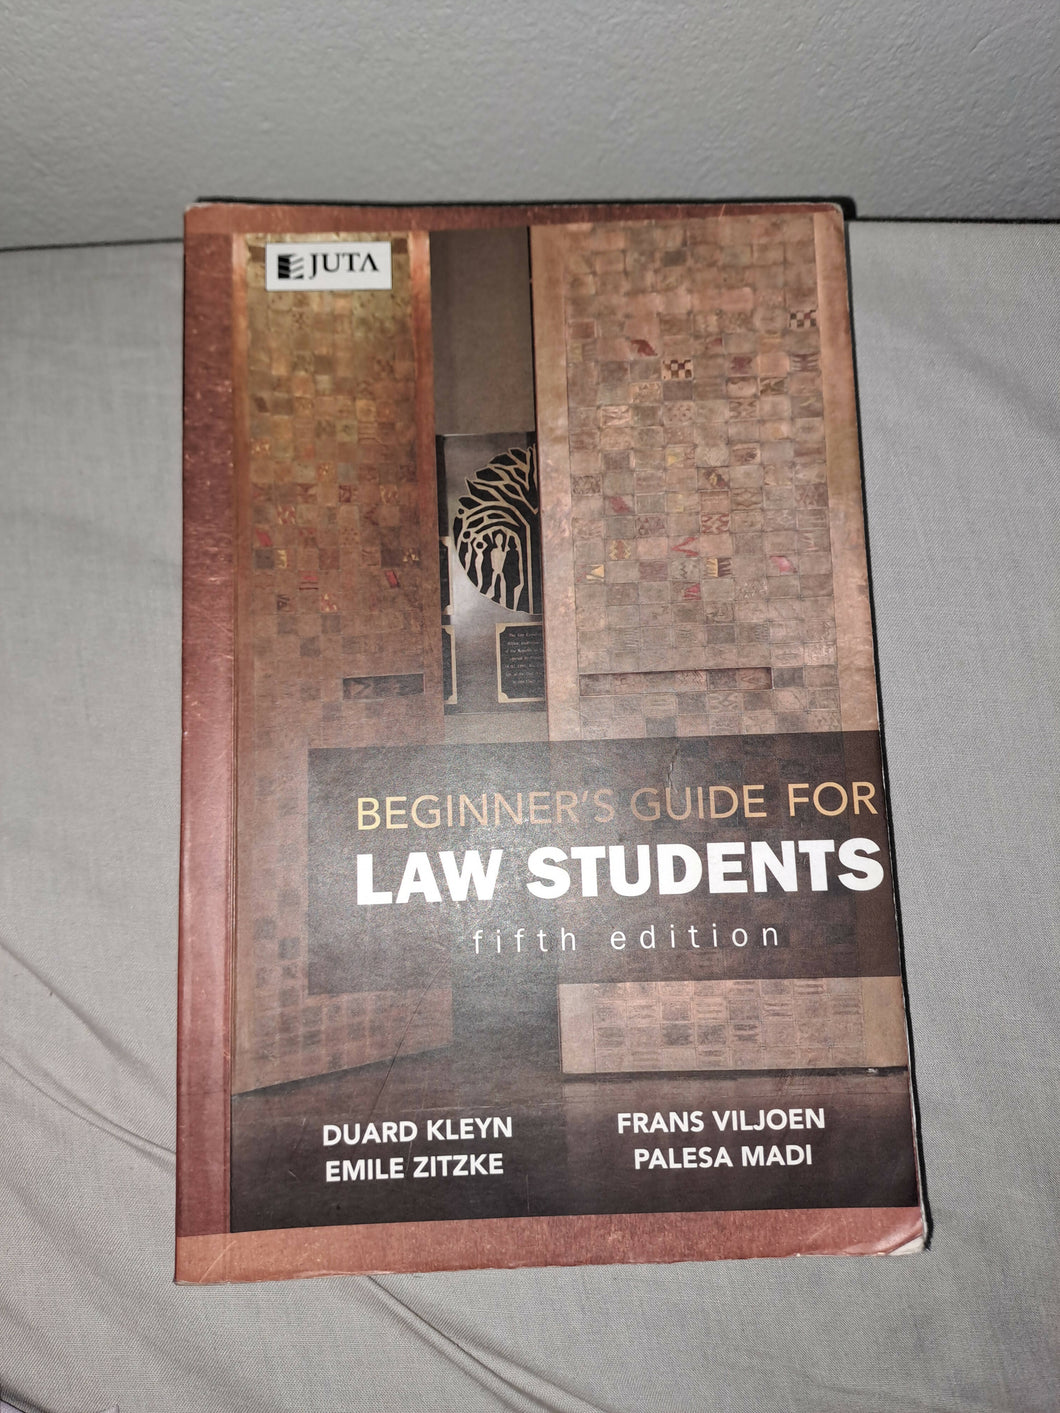 JUTA
BEGINNER'S GUIDE FOR
LAW STUDENTS
fifth edition
DUARD KLEYN
EMILE ZITZKE
FRANS VILJOEN
PALESA MADI